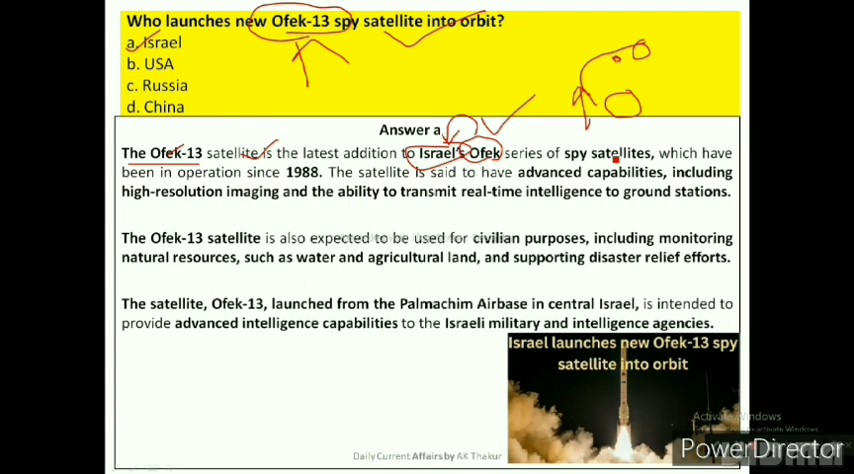 Who launches new Ofek-13 spy satellite into orbit?
a. Israel
b. USA
c. Russia
d. China
Answer a
The Ofek-13 satellite is the latest addition to Israel's Ofek series of spy satellites, which have
been in operation since 1988. The satellite is said to have advanced capabilities, including
high-resolution imaging and the ability to transmit real-time intelligence to ground stations.
The Ofek-13 satellite is also expected to be used for civilian purposes, including monitoring
natural resources, such as water and agricultural land, and supporting disaster relief efforts.
The satellite, Ofek-13, launched from the Palmachim Airbase in central Israel, is intended to
provide advanced intelligence capabilities to the Israeli military and intelligence agencies.
Israel launches new Ofek-13 spy
satellite into orbit
Activate Windows
activate Windows.
PowerDirector
Daily Current Affairs by AK Thakur